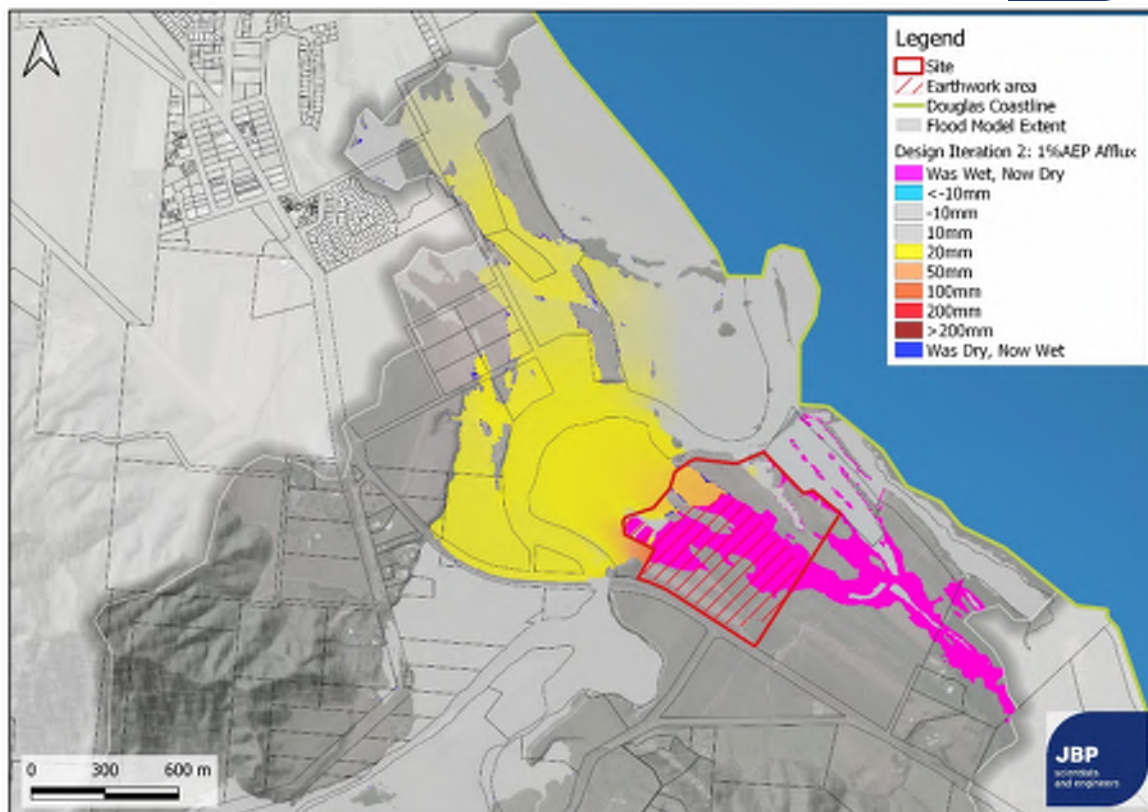 Legend
Site
Earthwork area
Douglas Coastline
Flood Model Extent
Design Iteration 2: 1%AEP Afflux
Was Wet, Now Dry
<-10mm
-10mm
10mm
20mm
50mm
100mm
200mm
>200mm
Was Dry, Now Wet
0 300 600 m
JBP
scientists
and engineers